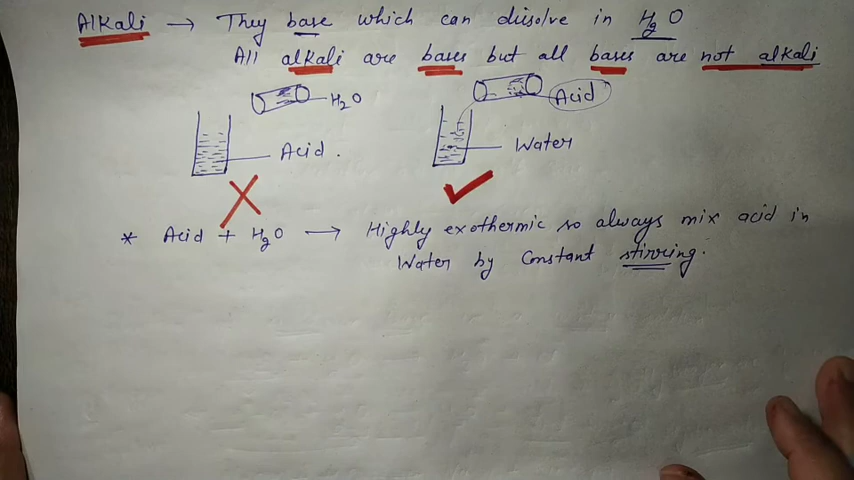 Alkali → They base which can dissolve in H2O
All alkali are bases but all bases are not alkali
H2O
Acid
Acid.
Water
* Acid + H2O → Highly exothermic so always mix acid in
Water by Constant stirring.